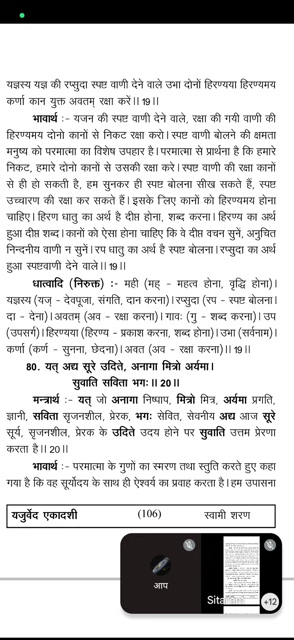 यज्ञस्य यज्ञ की रप्सुदा स्पष्ट वाणी देने वाले उभा दोनों हिरण्यया हिरण्यमय
कर्णा कान युक्त अवतम् रक्षा करें।। 19।।
भावार्थ :- यजन की स्पष्ट वाणी देने वाले, रक्षा की गयी वाणी की
हिरण्यमय दोनो कानों से निकट रक्षा करो। स्पष्ट वाणी बोलने की क्षमता
मनुष्य को परमात्मा का विशेष उपहार है। परमात्मा से प्रार्थना है कि हमारे
निकट, हमारे दोनो कानों से उसकी रक्षा करे। स्पष्ट वाणी की रक्षा कानों
से ही हो सकती है, हम सुनकर ही स्पष्ट बोलना सीख सकते हैं, स्पष्ट
उच्चारण की रक्षा कर सकते हैं। इसके लिए कानों को हिरण्यमय होना
चाहिए। हिरण धातु का अर्थ है दीप्त होना, शब्द करना। हिरण्य का अर्थ
हुआ दीप्त शब्द। कानों को ऐसा होना चाहिए कि वे दीप्त वचन सुनें, अनुचित
निन्दनीय वाणी न सुनें। रप धातु का अर्थ है स्पष्ट बोलना। रप्सुदा का अर्थ
हुआ स्पष्टवाणी देने वाले।। 19।।
धात्वादि (निरुक्त) :- मही (मह् - महत्व होना, वृद्धि होना)।
यज्ञस्य (यज् - देवपूजा, संगति, दान करना)। रप्सुदा (रप - स्पष्ट बोलना।
दा - देना)। अवतम् (अव - रक्षा करना)। गावः (गु - शब्द करना)। उप
(उपसर्ग)। हिरण्यया (हिरण्य - प्रकाश करना, शब्द होना)। उभा (सर्वनाम)।
कर्णा (कर्ण - सुनना, छेदना)। अवत (अव - रक्षा करना)।। 19।।
80. यत् अद्य सूरे उदिते, अनागा मित्रो अर्यमा।
सुवाति सविता भगः।। 20।।
मन्त्रार्थ :- यत् जो अनागा निष्पाप, मित्रो मित्र, अर्यमा प्रगति,
ज्ञानी, सविता सृजनशील, प्रेरक, भगः सेवित, सेवनीय अद्य आज सूरे
सूर्य, सृजनशील, प्रेरक के उदिते उदय होने पर सुवाति उत्तम प्रेरणा
करता है।। 20।।
भावार्थ :- परमात्मा के गुणों का स्मरण तथा स्तुति करते हुए कहा
गया है कि वह सूर्योदय के साथ ही ऐश्वर्य का प्रवाह करता है। हम उपासना
यजुर्वेद एकादशी (106) स्वामी शरण
आप
Sita
+12